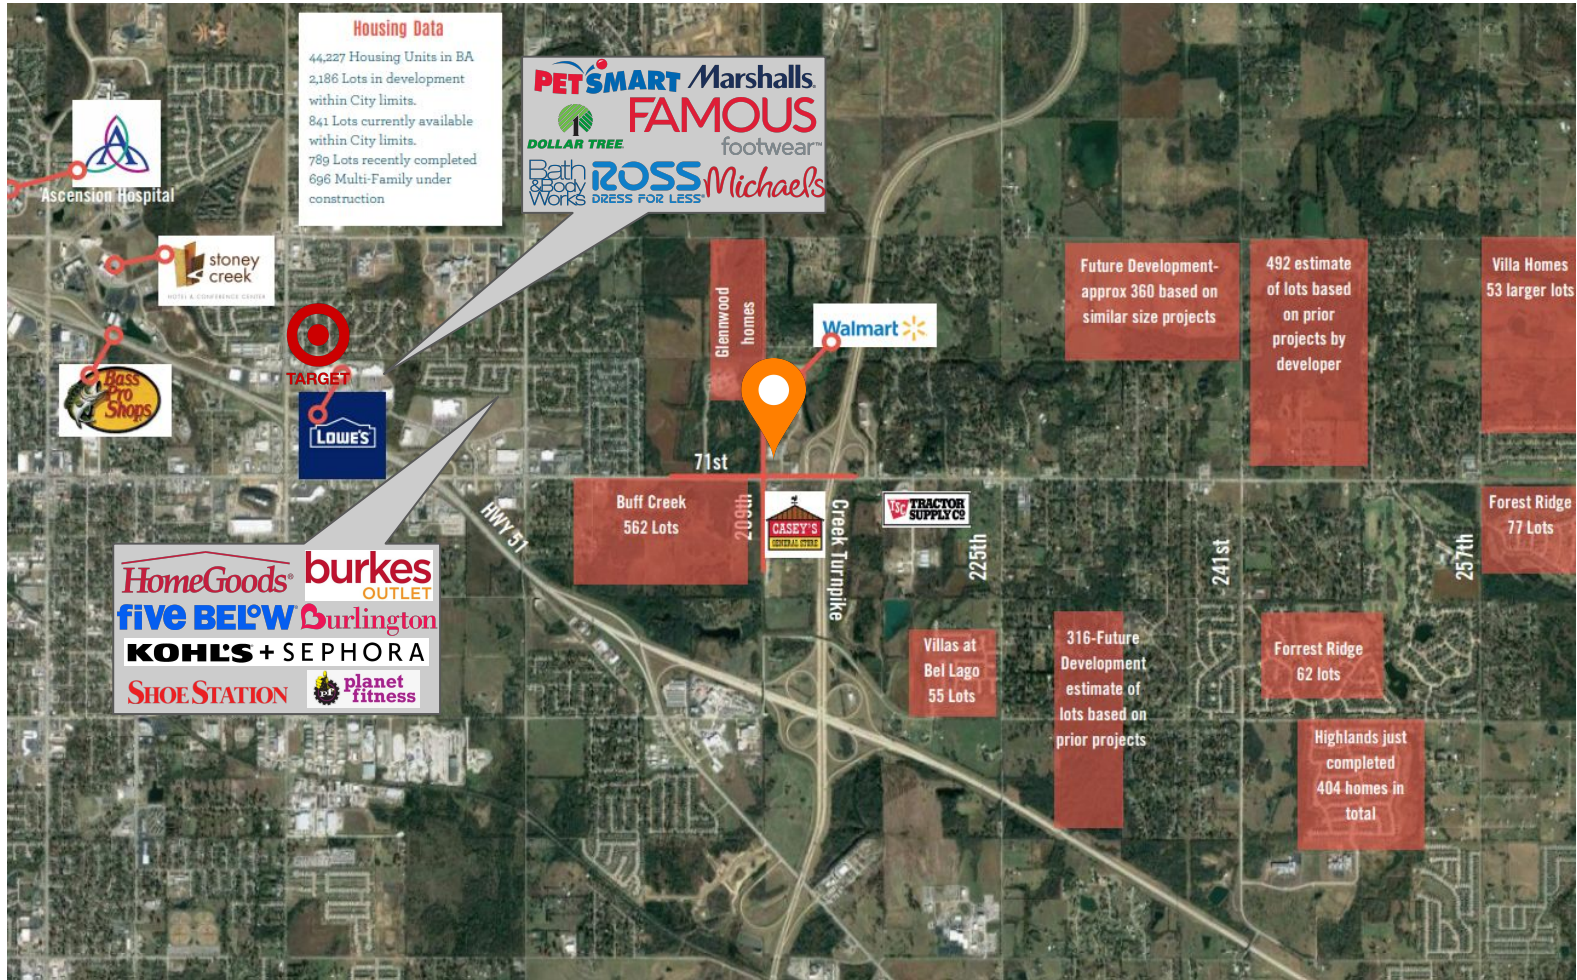 Housing Data
44,227 Housing Units in BA
2,186 Lots in development
within City limits.
841 Lots currently available
within City limits.
789 Lots recently completed
696 Multi-Family under
construction
PETSMART
Marshalls.
DOLLAR TREE
FAMOUS
footwear™
Bath
&Body
Works
ROSS
DRESS FOR LESS®
Michaels
A
Ascension Hospital
stoney
creek
HOTEL & CONFERENCE CENTER
TARGET
Bass
Pro
Shops
LOWE'S
Glennwood
homes
Walmart
Future Development-
approx 360 based on
similar size projects
492 estimate
of lots based
on prior
projects by
developer
Villa Homes
53 larger lots
71st
Buff Creek
562 Lots
209th
CASEY'S
GENERAL STORE
Creek Turnpike
TSC TRACTOR
SUPPLY CO
225th
241st
257th
Forest Ridge
77 Lots
HWY 51
HomeGoods®
burkes
OUTLET
five BELOW
Burlington
KOHL'S + SEPHORA
SHOE STATION
pf
planet
fitness
Villas at
Bel Lago
55 Lots
316-Future
Development
estimate of
lots based on
prior projects
Forrest Ridge
62 lots
Highlands just
completed
404 homes in
total